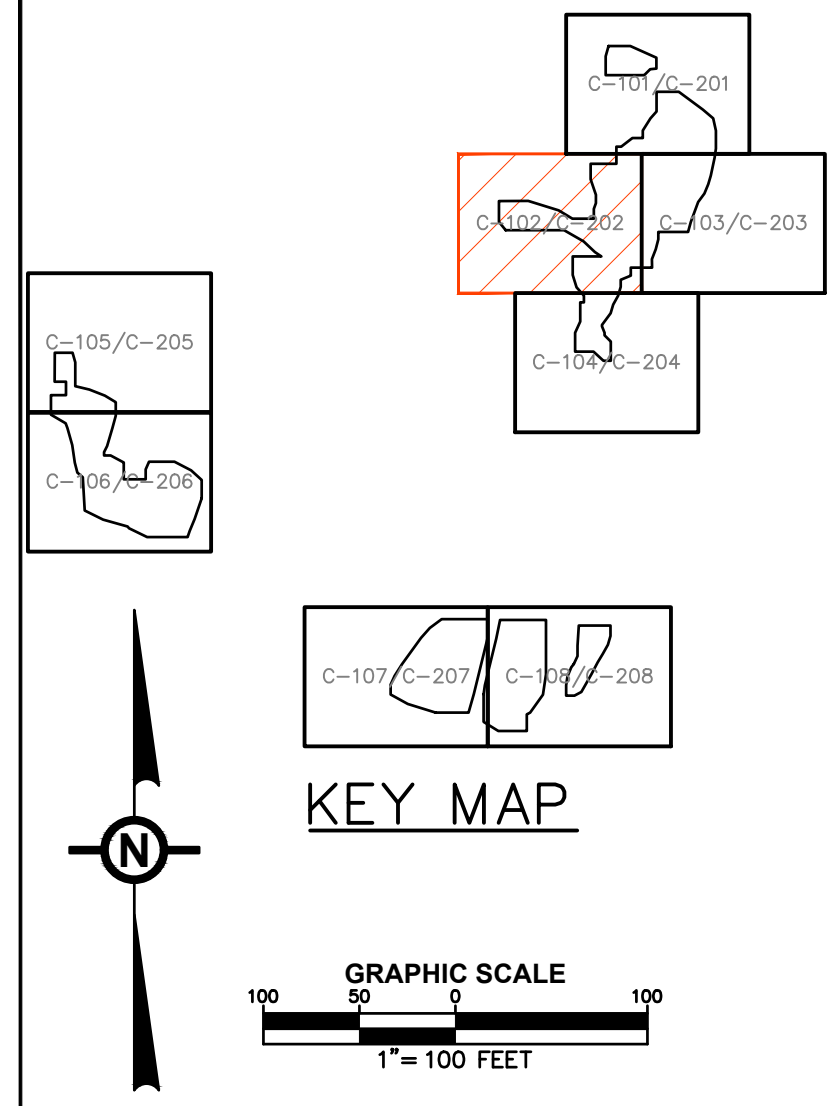 C-101/C-201
C-102/C-202 C-103/C-203
C-105/C-205
C-104/C-204
C-106/C-206
C-107/C-207 C-108/C-208
KEY MAP
N
GRAPHIC SCALE
100 50 0 100
1"= 100 FEET